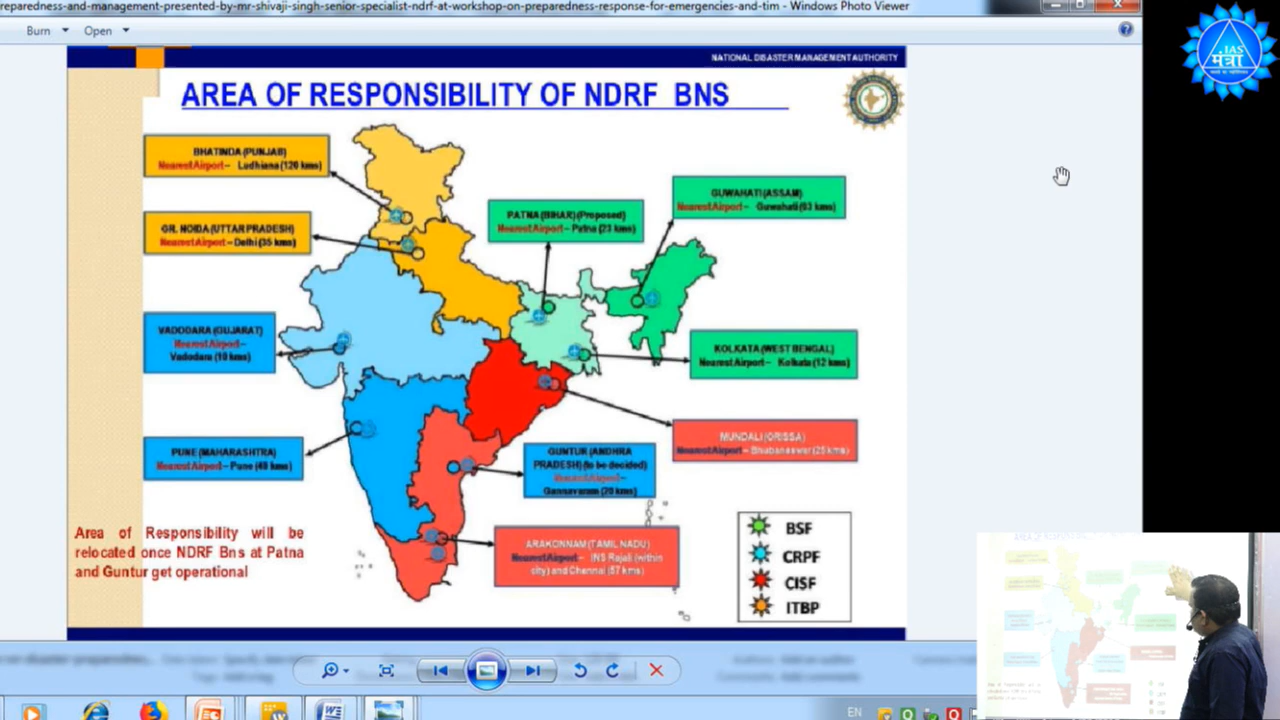 reparedness-and-management-presented-by-mr-shivaji-singh-senior-specialist-ndrf-at-workshop-on-preparedness-response-for-emergencies-and-tim - Windows Photo Viewer
Burn Open
IAS
मंत्रा
NATIONAL DISASTER MANAGEMENT AUTHORITY
AREA OF RESPONSIBILITY OF NDRF BNS
BHATINDA (PUNJAB)
Nearest Airport – Ludhiana (120 kms)
GUWAHATI (ASSAM)
Nearest Airport – Guwahati (03 kms)
PATNA (BIHAR) (Proposed)
Nearest Airport – Patna (23 kms)
GR. NOIDA (UTTAR PRADESH)
Nearest Airport – Delhi (35 kms)
VADODARA (GUJARAT)
Nearest Airport –
Vadodara (10 kms)
KOLKATA (WEST BENGAL)
Nearest Airport – Kolkata (12 kms)
MUNDALI (ORISSA)
Nearest Airport – Bhubaneswar (25 kms)
PUNE (MAHARASHTRA)
Nearest Airport – Pune (40 kms)
GUNTUR (ANDHRA
PRADESH) (to be decided)
Nearest Airport –
Gannavaram (20 kms)
ARAKONNAM (TAMIL NADU)
Nearest Airport – INS Rajali (within
city) and Chennai (57 kms)
Area of Responsibility will be
relocated once NDRF Bns at Patna
and Guntur get operational
BSF
CRPF
CISF
ITBP
EN